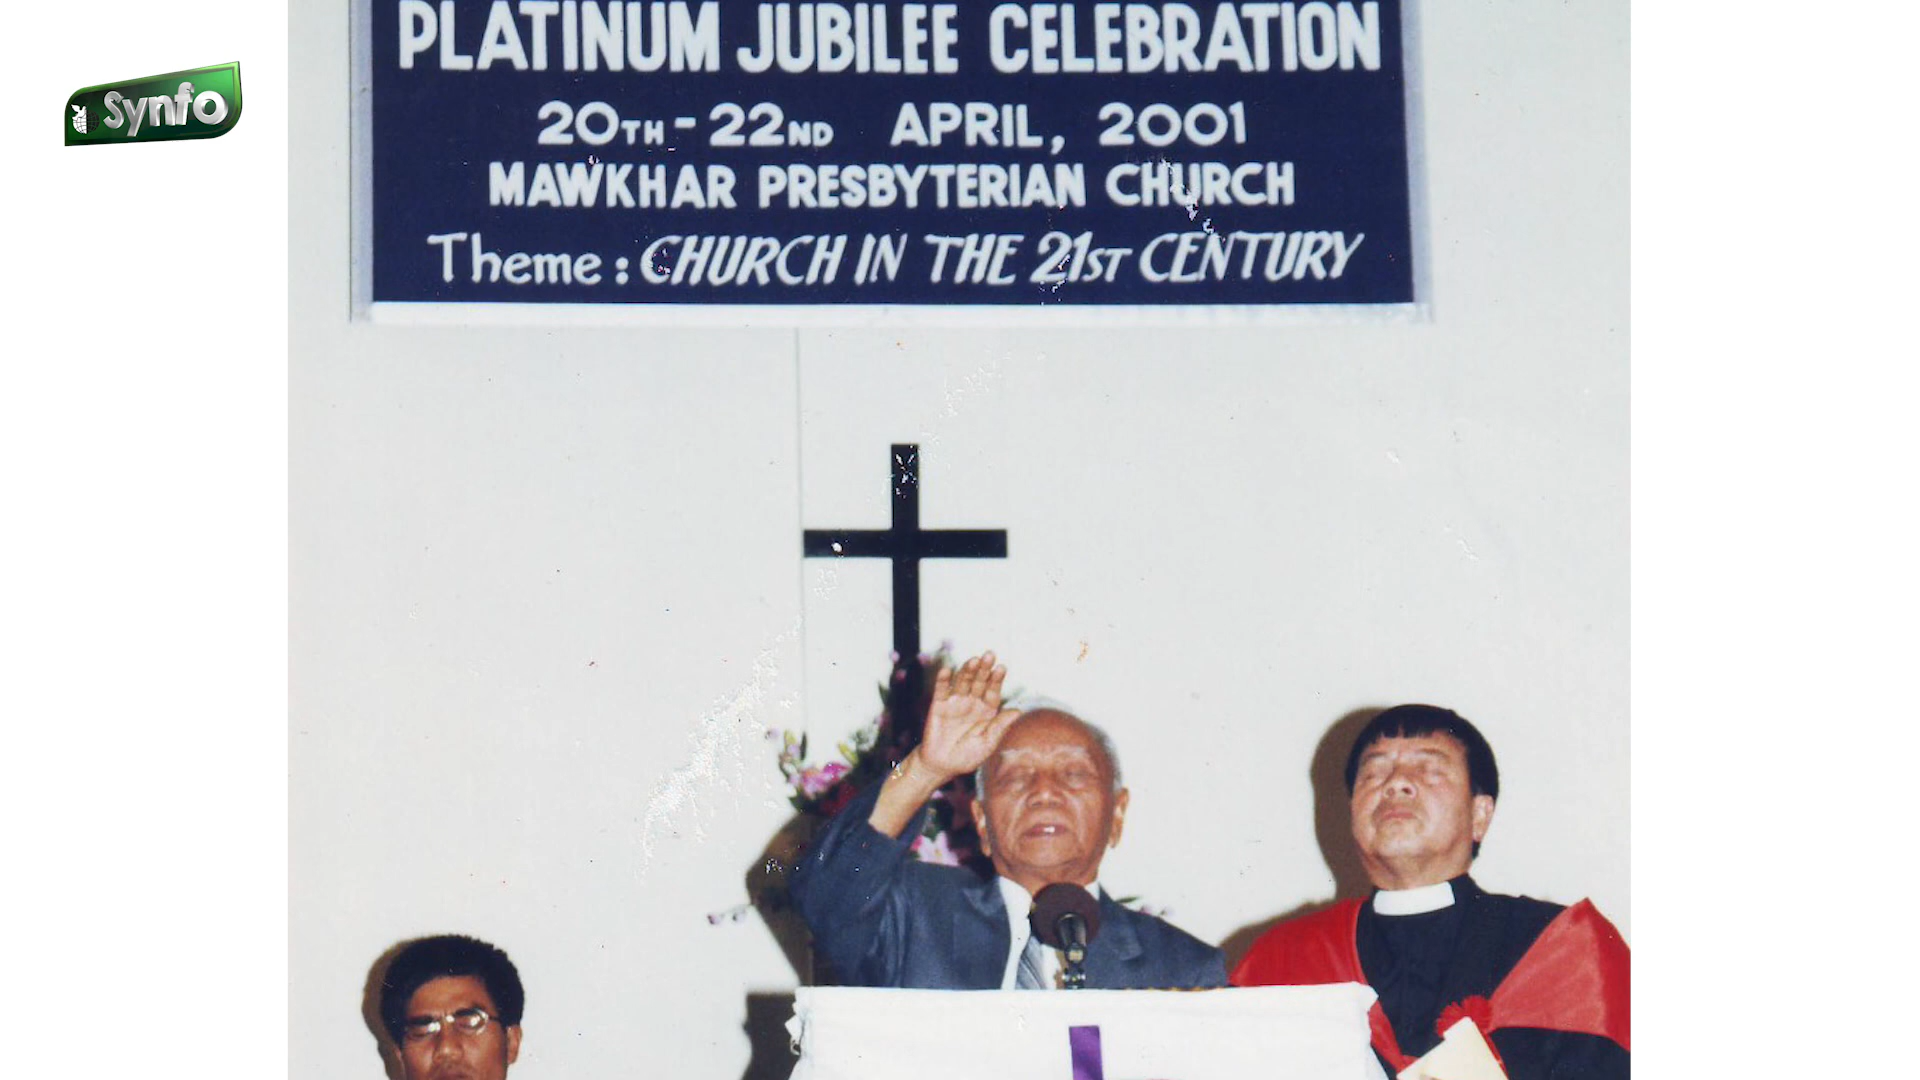 PLATINUM JUBILEE CELEBRATION
20TH - 22ND APRIL, 2001
MAWKHAR PRESBYTERIAN CHURCH
Theme : CHURCH IN THE 21ST CENTURY
Synfo